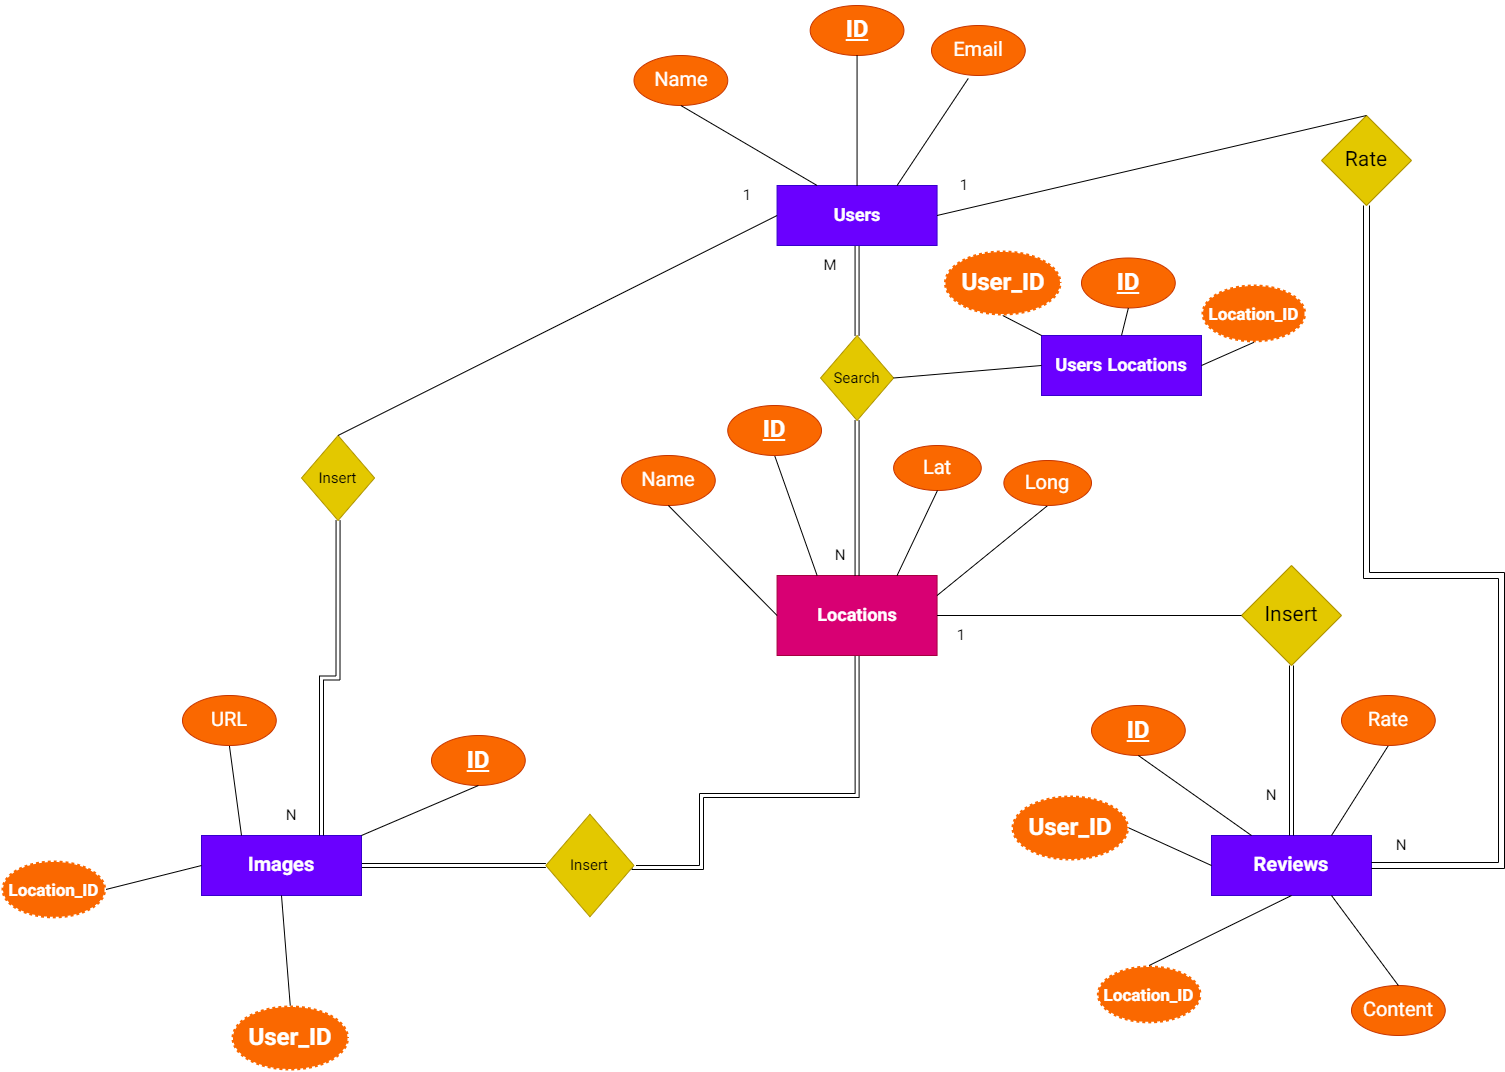 ID
Email
Name
Rate
1
1
Users
M
User_ID
ID
Location_ID
Users Locations
Search
ID
Name
Lat
Long
Insert
N
Locations
1
Insert
URL
ID
N
Images
Location_ID
User_ID
Insert
ID
Rate
N
User_ID
N
Reviews
Location_ID
Content